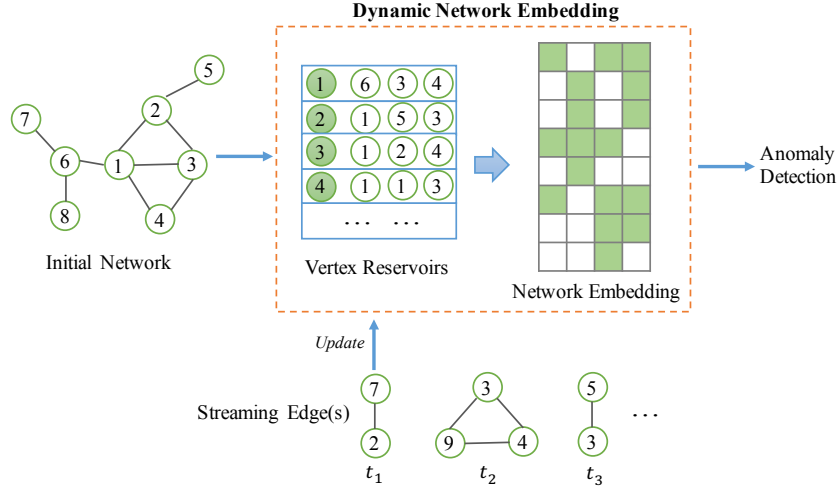 Dynamic Network Embedding
5
7
2
6
1
3
8
4
Initial Network
1 6 3 4
2 1 5 3
3 1 2 4
4 1 1 3
... ...
Vertex Reservoirs
Network Embedding
Anomaly
Detection
Update
Streaming Edge(s)
7
2
t₁
3
9 4
t₂
5
3
t₃
...